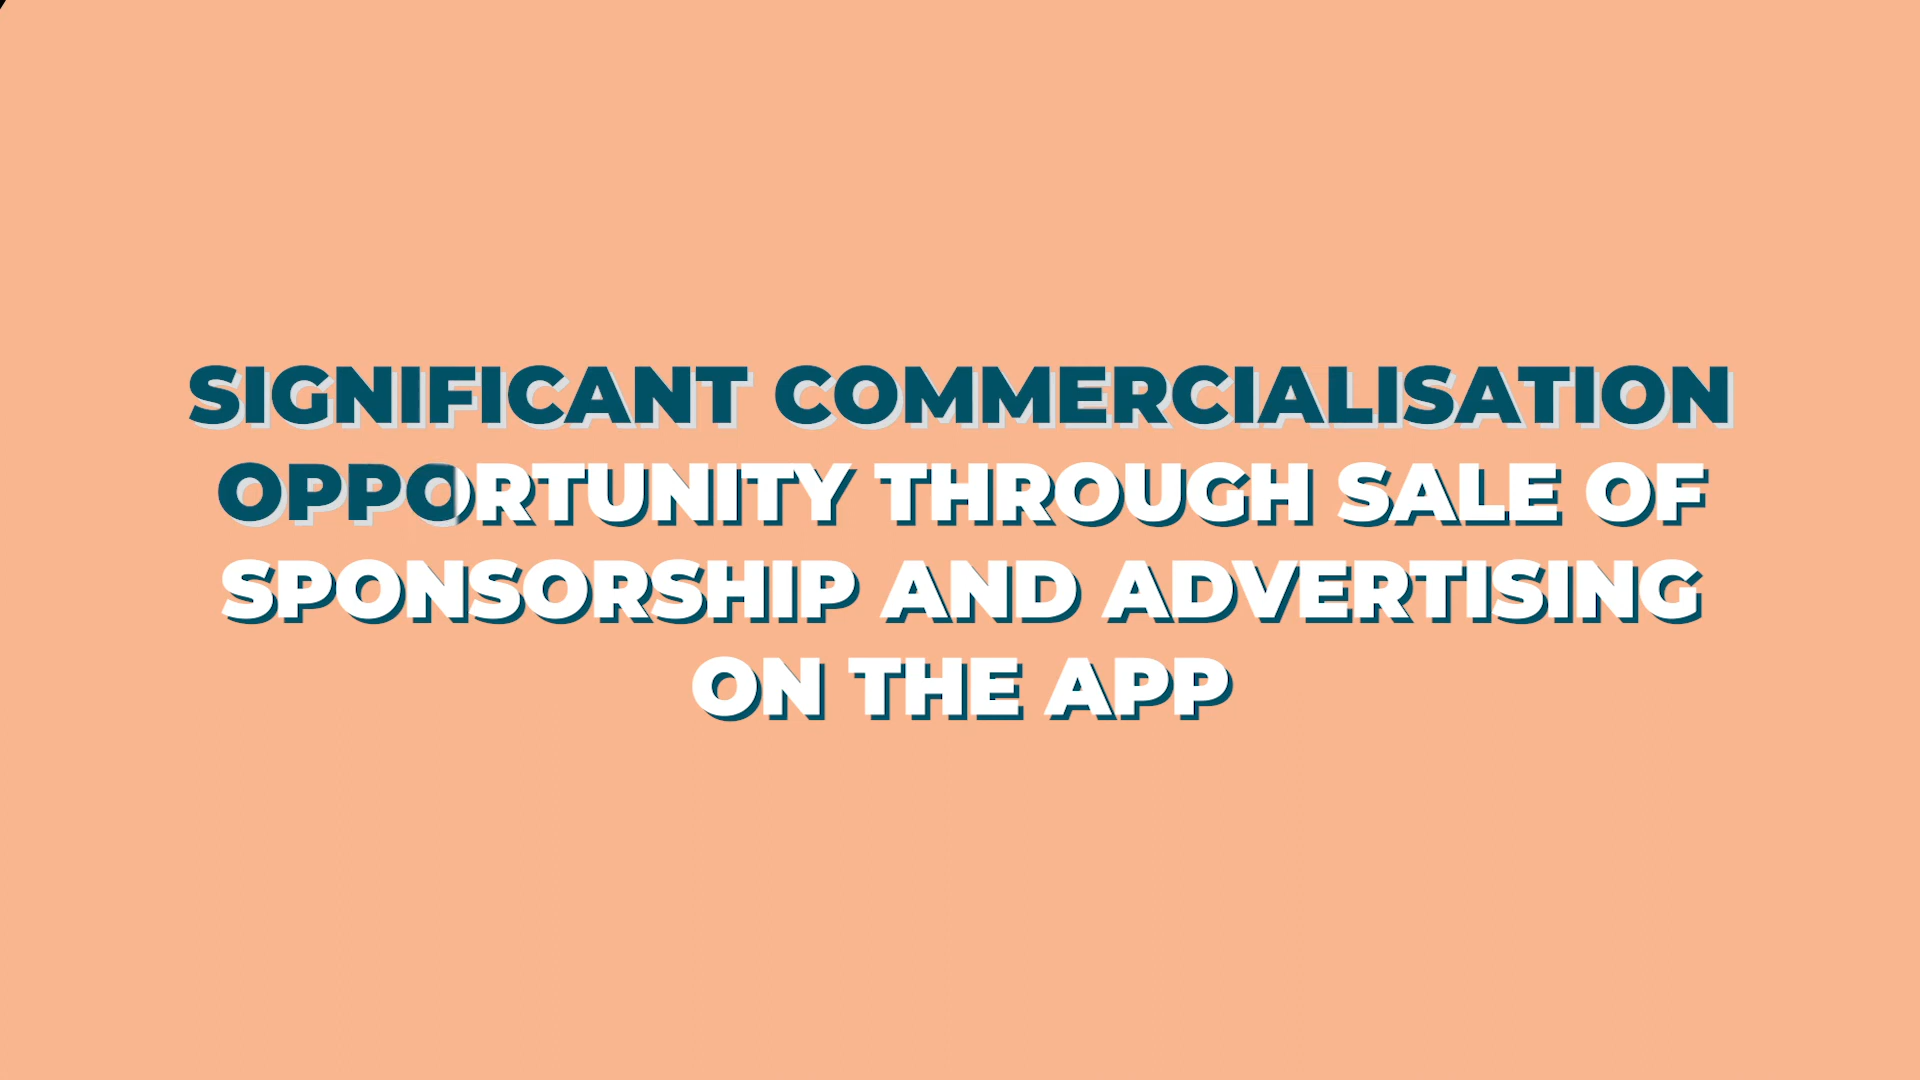 SIGNIFICANT COMMERCIALISATION
OPPORTUNITY THROUGH SALE OF
SPONSORSHIP AND ADVERTISING
ON THE APP